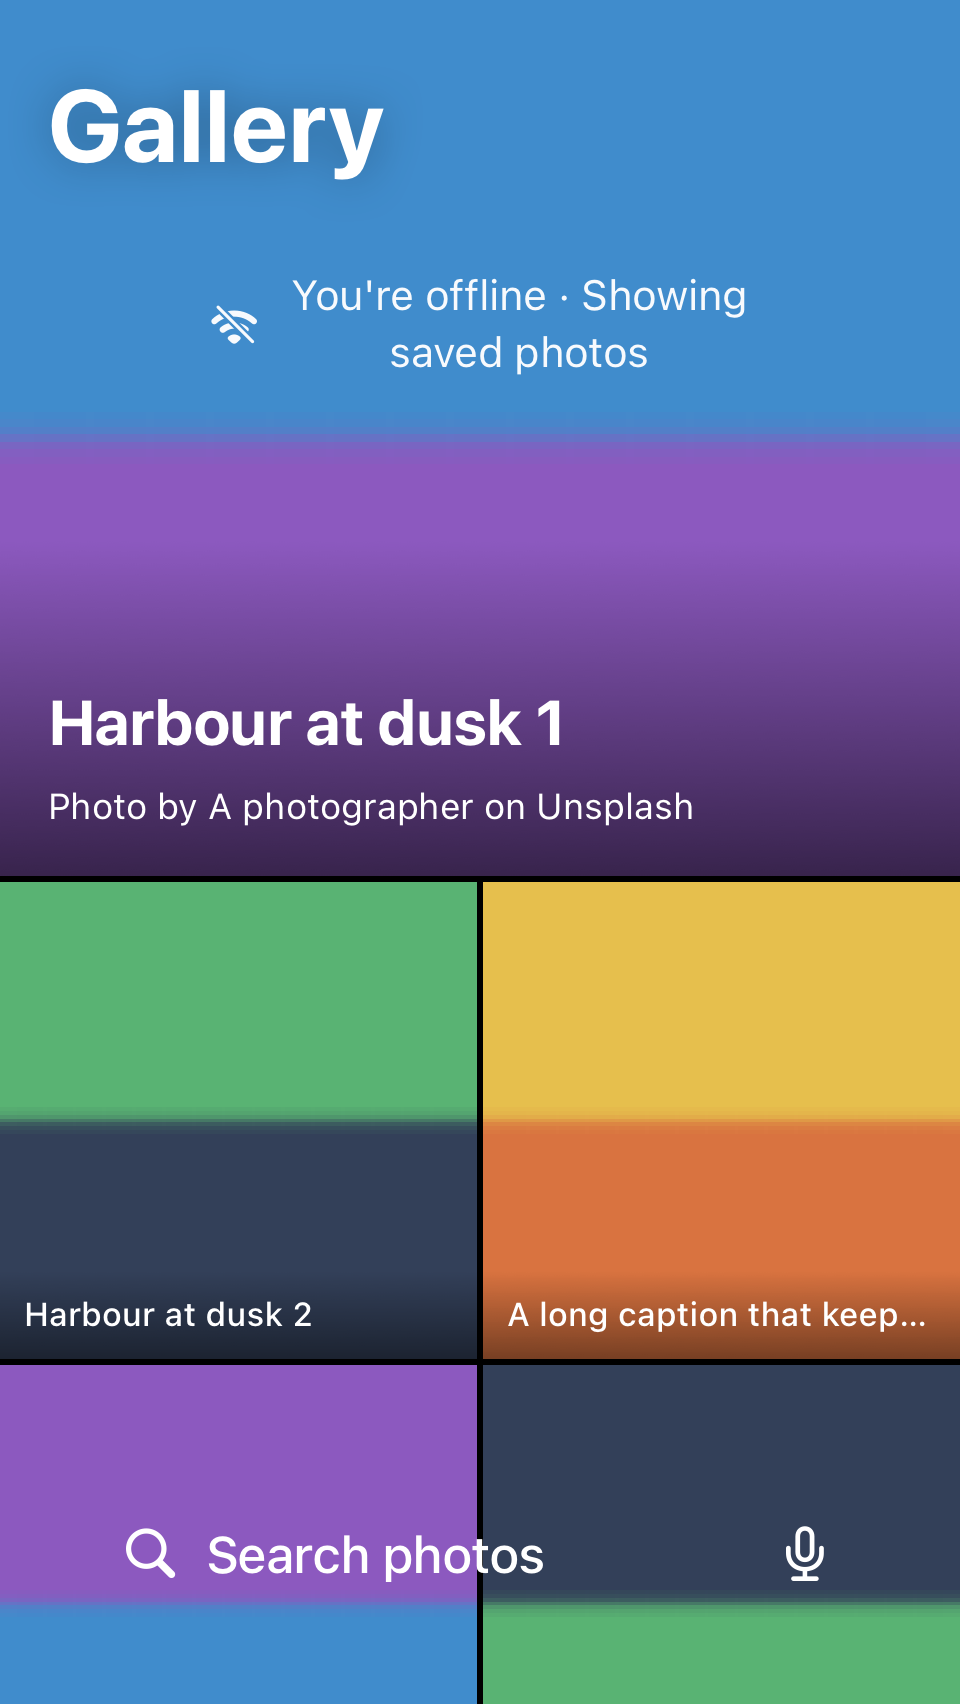 Gallery
You're offline · Showing
saved photos
Harbour at dusk 1
Photo by A photographer on Unsplash
Harbour at dusk 2
A long caption that keep...
Search photos